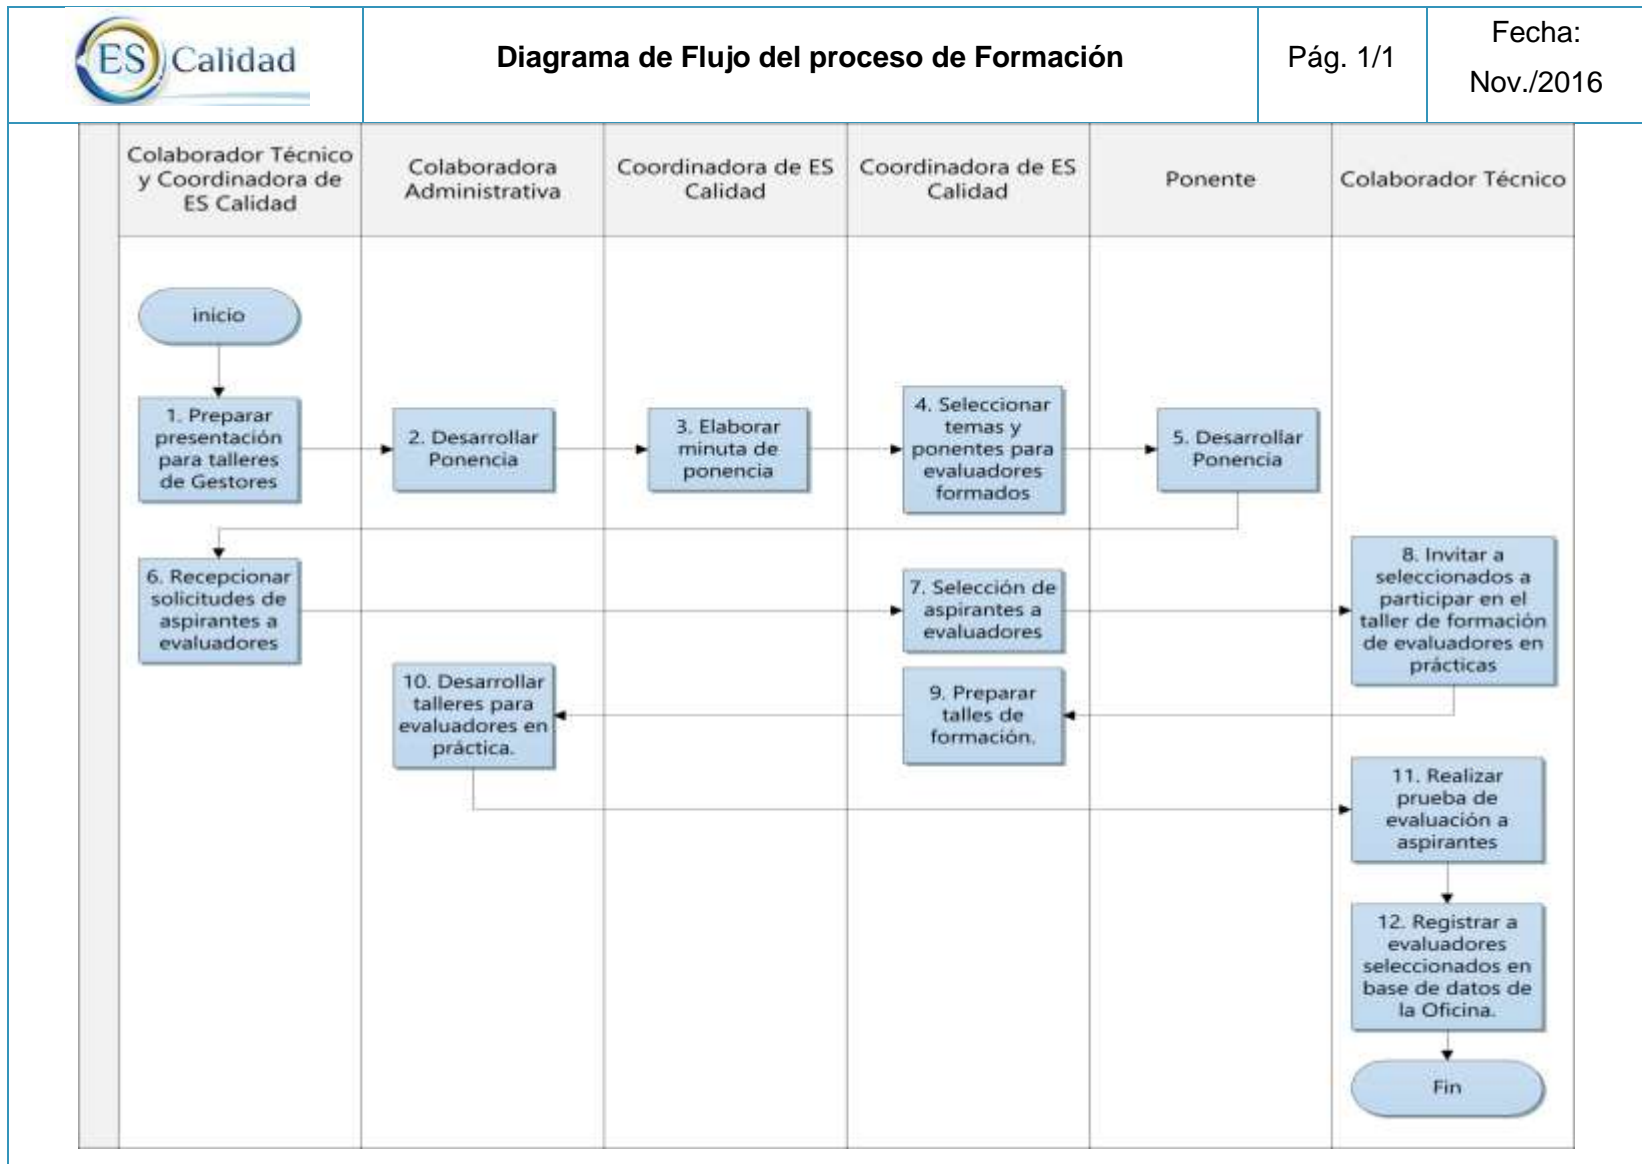 ES Calidad
Diagrama de Flujo del proceso de Formación
Pág. 1/1
Fecha:
Nov./2016
Colaborador Técnico
y Coordinadora de
ES Calidad
Colaboradora
Administrativa
Coordinadora de ES
Calidad
Coordinadora de ES
Calidad
Ponente
Colaborador Técnico
inicio
1. Preparar
presentación
para talleres
de Gestores
2. Desarrollar
Ponencia
3. Elaborar
minuta de
ponencia
4. Seleccionar
temas y
ponentes para
evaluadores
formados
5. Desarrollar
Ponencia
6. Recepcionar
solicitudes de
aspirantes a
evaluadores
7. Selección de
aspirantes a
evaluadores
8. Invitar a
seleccionados a
participar en el
taller de formación
de evaluadores en
prácticas
9. Preparar
talles de
formación.
10. Desarrollar
talleres para
evaluadores en
práctica.
11. Realizar
prueba de
evaluación a
aspirantes
12. Registrar a
evaluadores
seleccionados en
base de datos de
la Oficina.
Fin